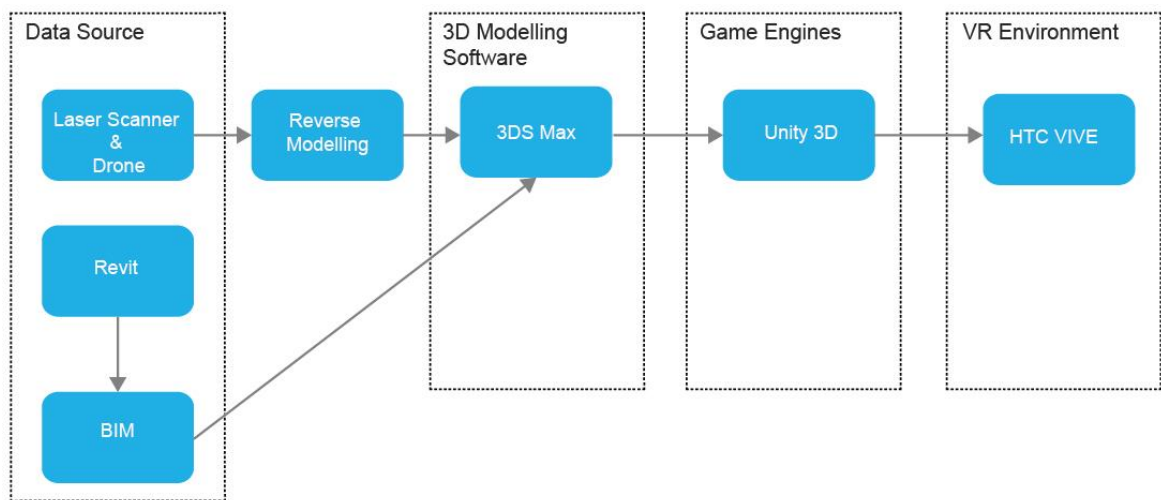 Data Source
Laser Scanner
&
Drone
Revit
BIM
Reverse
Modelling
3D Modelling
Software
3DS Max
Game Engines
Unity 3D
VR Environment
HTC VIVE